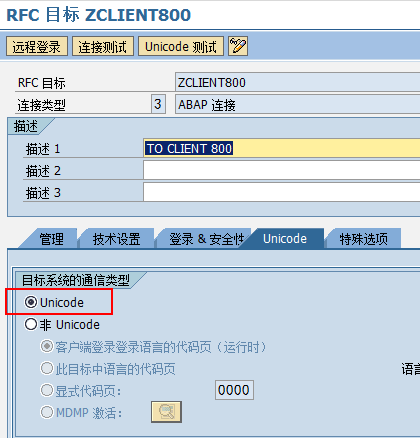 RFC 目标 ZCLIENT800
远程登录 连接测试 Unicode 测试
RFC 目标 ZCLIENT800
连接类型 3 ABAP 连接
描述
描述 1 TO CLIENT 800
描述 2
描述 3
管理 技术设置 登录 & 安全性 Unicode 特殊选项
目标系统的通信类型
Unicode
非 Unicode
客户端登录登录语言的代码页（运行时）
此目标中语言的代码页 语言
显式代码页： 0000
MDMP 激活：